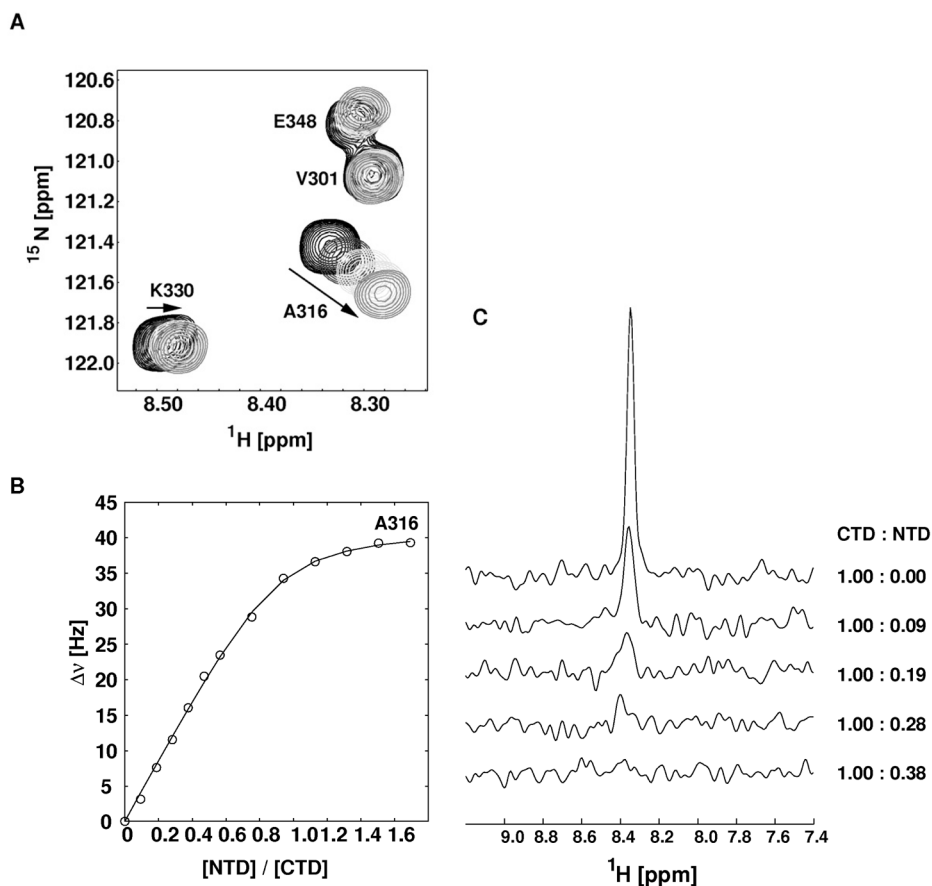 A
120.6
120.8
121.0
121.2
121.4
121.6
121.8
122.0
15N [ppm]
E348
V301
A316
K330
8.50
8.40
8.30
1H [ppm]
B
45
40
35
30
25
20
15
10
5
0
Δν [Hz]
A316
0
0.2
0.4
0.6
0.8
1.0
1.2
1.4
1.6
[NTD] / [CTD]
C
CTD : NTD
1.00 : 0.00
1.00 : 0.09
1.00 : 0.19
1.00 : 0.28
1.00 : 0.38
9.0
8.8
8.6
8.4
8.2
8.0
7.8
7.6
7.4
1H [ppm]